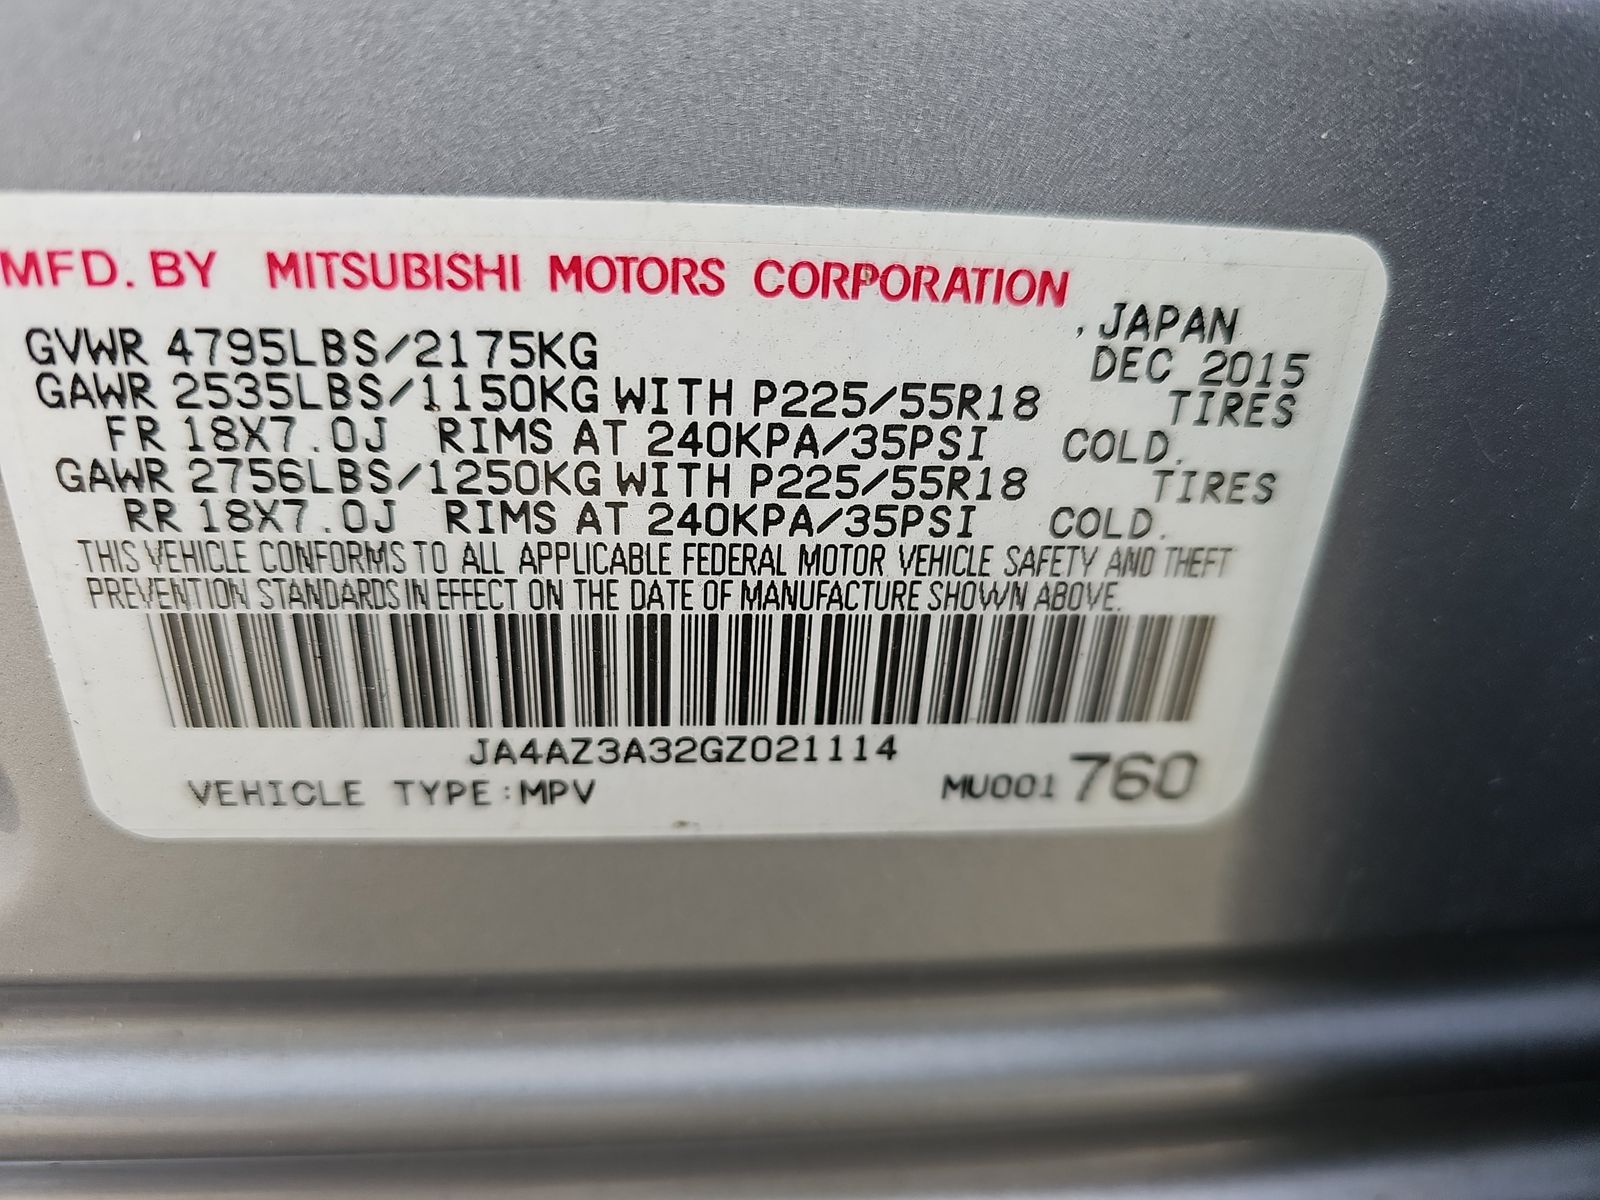 MFD. BY MITSUBISHI MOTORS CORPORATION
, JAPAN
GVWR 4795LBS/2175KG DEC 2015
GAWR 2535LBS/1150KG WITH P225/55R18 TIRES
FR 18X7.0J RIMS AT 240KPA/35PSI COLD.
GAWR 2756LBS/1250KG WITH P225/55R18 TIRES
RR 18X7.0J RIMS AT 240KPA/35PSI COLD.
THIS VEHICLE CONFORMS TO ALL APPLICABLE FEDERAL MOTOR VEHICLE SAFETY AND THEFT
PREVENTION STANDARDS IN EFFECT ON THE DATE OF MANUFACTURE SHOWN ABOVE.
JA4AZ3A32GZ021114
VEHICLE TYPE:MPV MU001 760